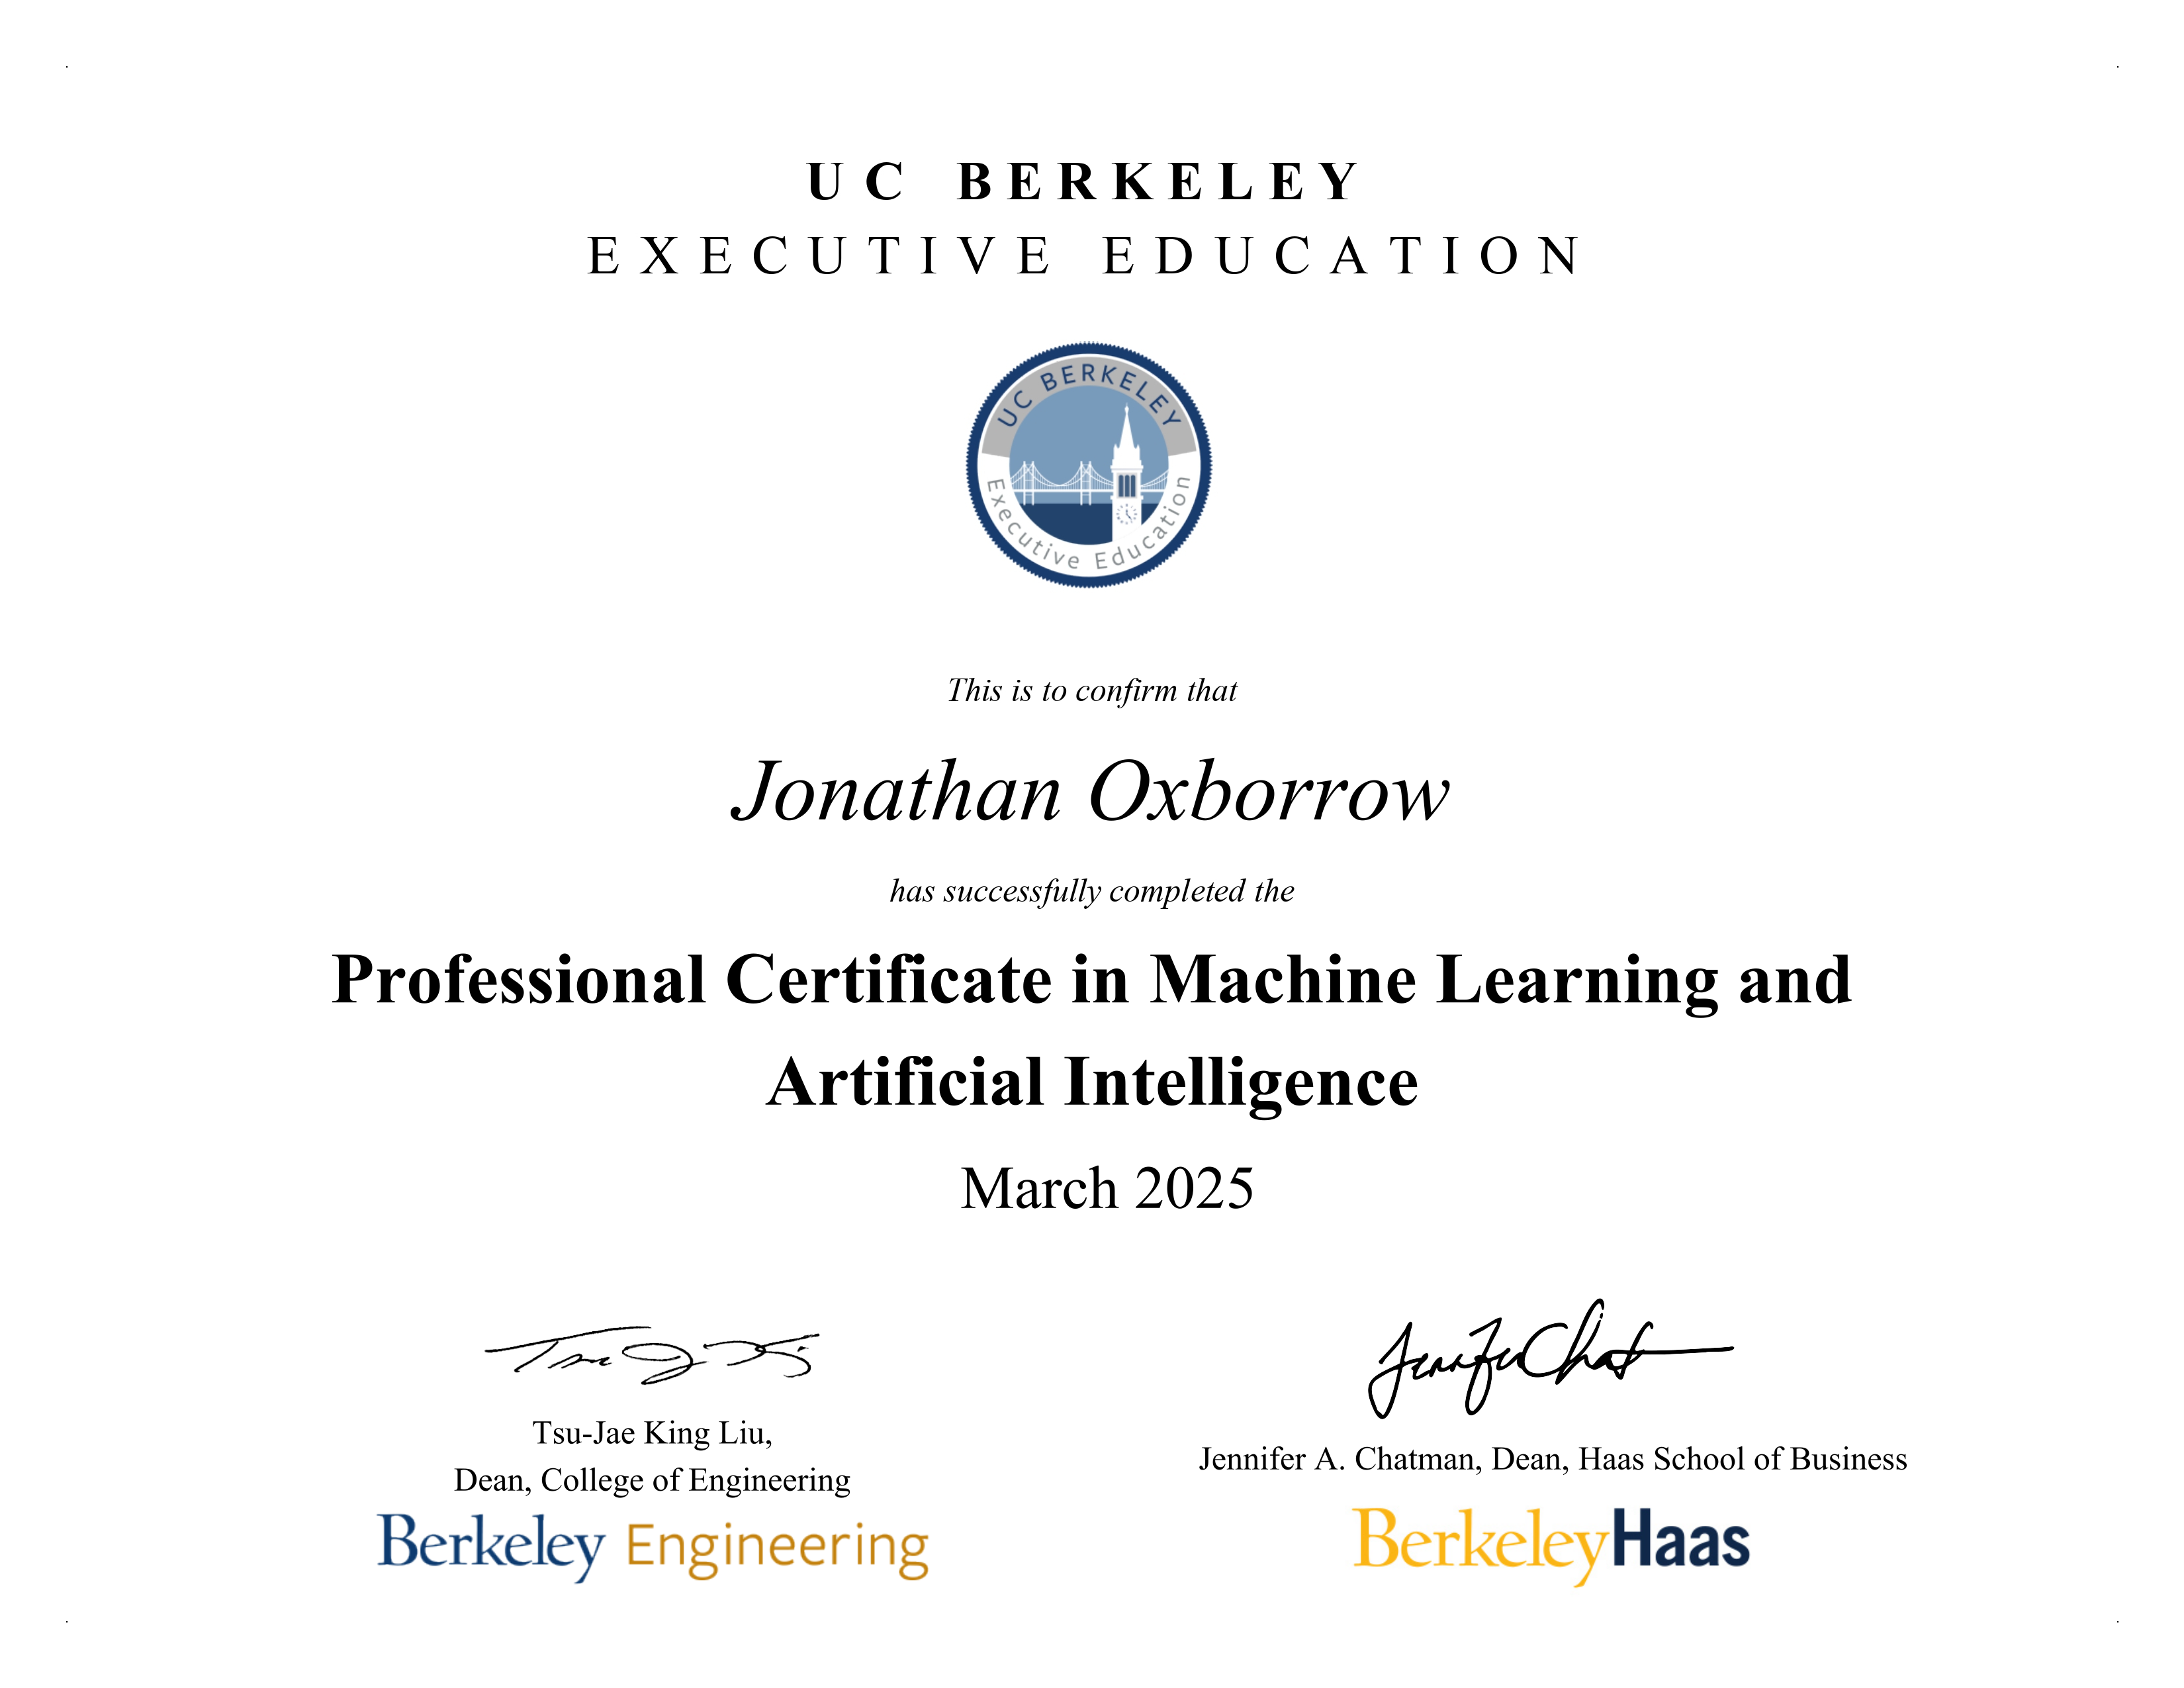 UC BERKELEY
EXECUTIVE EDUCATION
UC BERKELEY
Executive Education
This is to confirm that
Jonathan Oxborrow
has successfully completed the
Professional Certificate in Machine Learning and
Artificial Intelligence
March 2025
Tsu-Jae King Liu,
Dean, College of Engineering
Berkeley Engineering
Jennifer A. Chatman, Dean, Haas School of Business
BerkeleyHaas